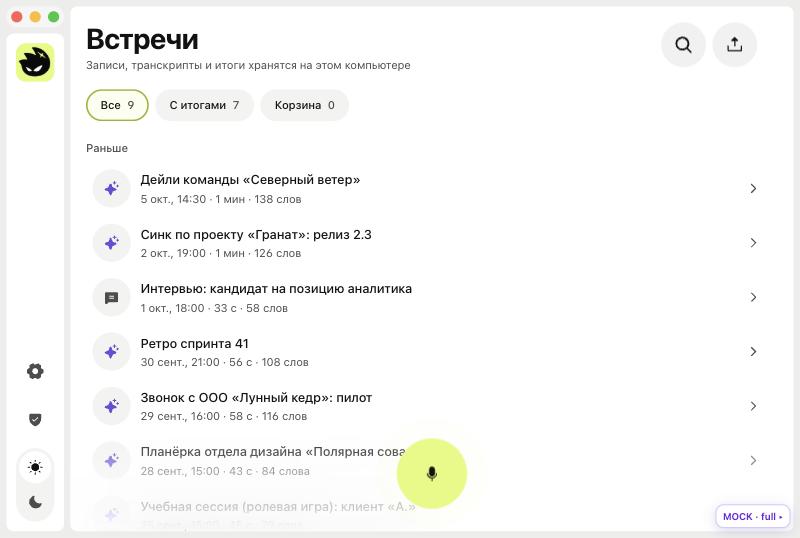 Встречи
Записи, транскрипты и итоги хранятся на этом компьютере
Все 9
С итогами 7
Корзина 0
Раньше
Дейли команды «Северный ветер»
5 окт., 14:30 · 1 мин · 138 слов
Синк по проекту «Гранат»: релиз 2.3
2 окт., 19:00 · 1 мин · 126 слов
Интервью: кандидат на позицию аналитика
1 окт., 18:00 · 33 с · 58 слов
Ретро спринта 41
30 сент., 21:00 · 56 с · 108 слов
Звонок с ООО «Лунный кедр»: пилот
29 сент., 16:00 · 58 с · 116 слов
Планёрка отдела дизайна «Полярная сова
28 сент., 15:00 · 43 с · 84 слова
Учебная сессия (ролевая игра): клиент «А.»
МОСК · full ▸